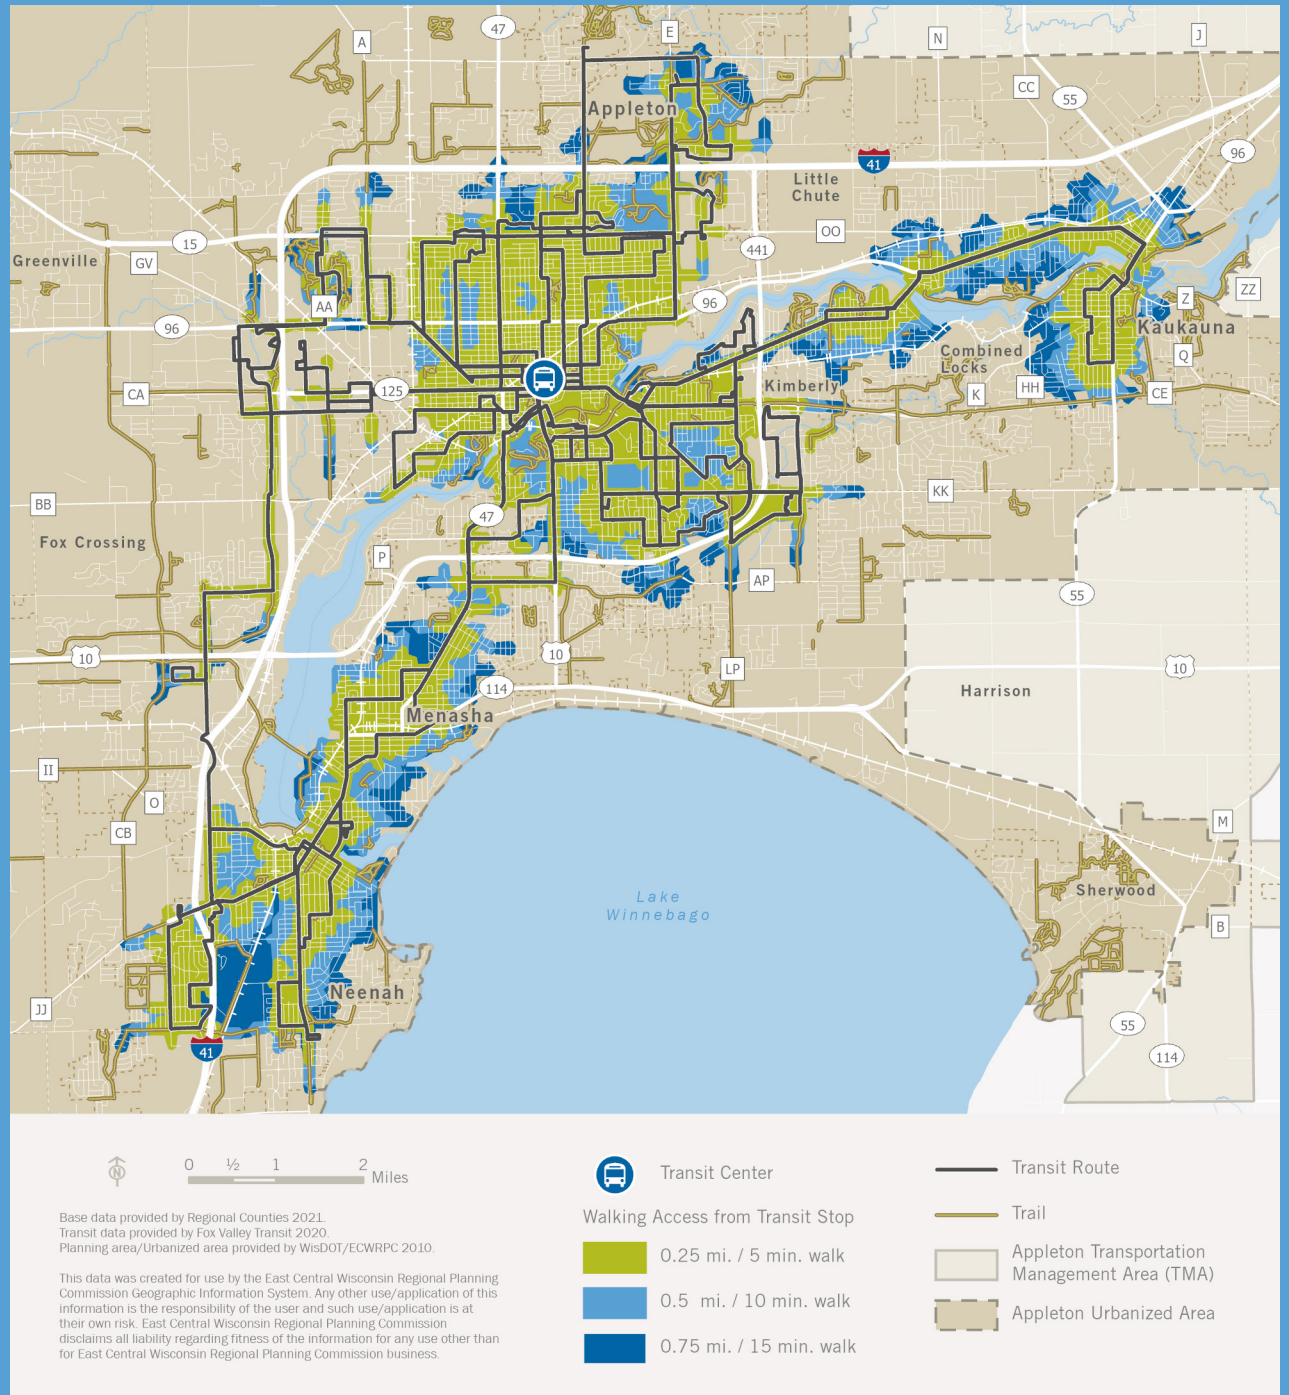 47
E
A
N
J
CC
55
Appleton
96
41
Little
Chute
OO
15
441
Greenville
GV
ZZ
AA
96
Z
96
Kaukauna
Combined
Locks
Q
125
Kimberly
CA
K
HH
CE
KK
BB
47
Fox Crossing
P
AP
55
10
10
LP
10
114
Harrison
Menasha
II
O
M
CB
Sherwood
Lake
Winnebago
B
Neenah
JJ
55
41
114
N
0 ½ 1 2
Miles
Base data provided by Regional Counties 2021.
Transit data provided by Fox Valley Transit 2020.
Planning area/Urbanized area provided by WisDOT/ECWRPC 2010.
This data was created for use by the East Central Wisconsin Regional Planning
Commission Geographic Information System. Any other use/application of this
information is the responsibility of the user and such use/application is at
their own risk. East Central Wisconsin Regional Planning Commission
disclaims all liability regarding fitness of the information for any use other than
for East Central Wisconsin Regional Planning Commission business.
Transit Center
Walking Access from Transit Stop
0.25 mi. / 5 min. walk
0.5 mi. / 10 min. walk
0.75 mi. / 15 min. walk
Transit Route
Trail
Appleton Transportation
Management Area (TMA)
Appleton Urbanized Area